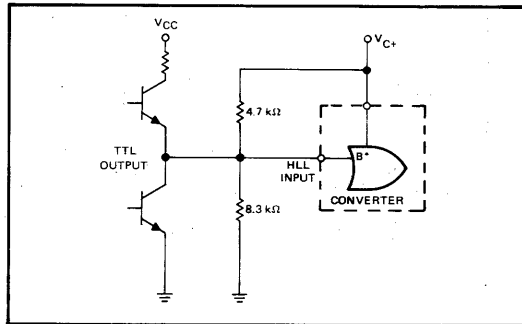 VCC
VC+
4.7 kΩ
TTL
OUTPUT
HLL
INPUT
B+
CONVERTER
8.3 kΩ